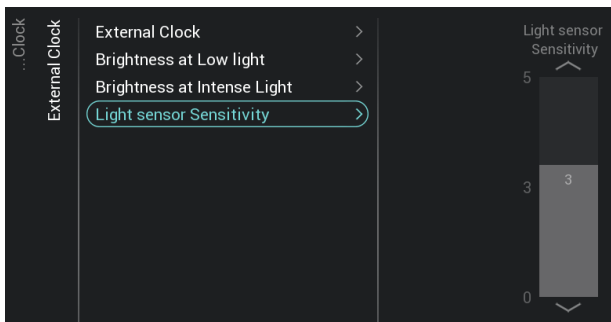 ...Clock
External Clock
External Clock
Brightness at Low light
Brightness at Intense Light
Light sensor Sensitivity
Light sensor
Sensitivity
5
3
3
0